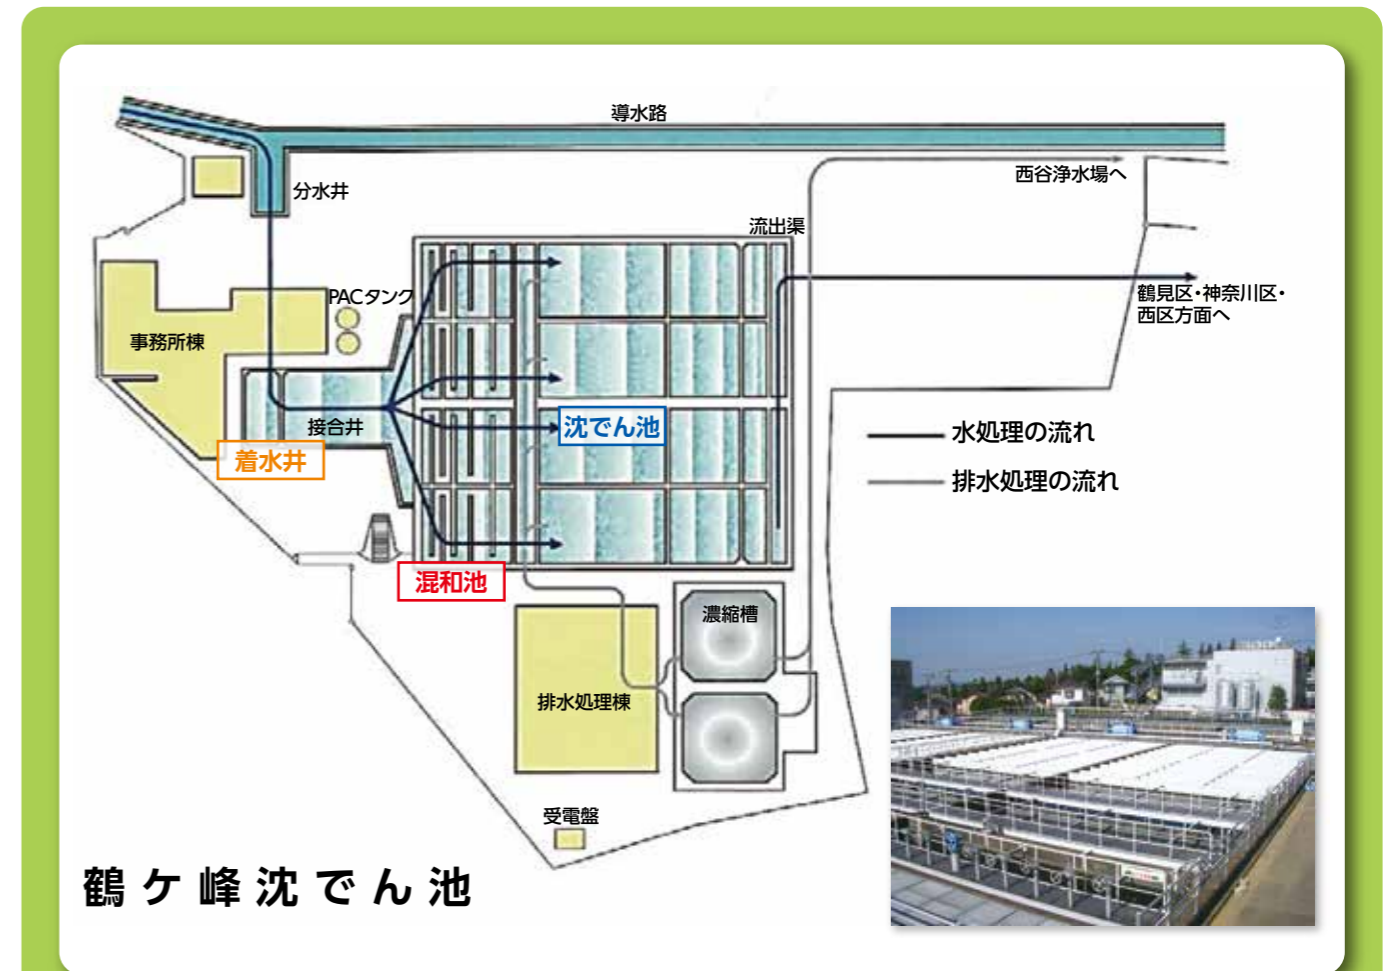 導水路
西谷浄水場へ
分水井
流出渠
鶴見区・神奈川区・
西区方面へ
PACタンク
事務所棟
接合井
沈でん池
水処理の流れ
着水井
排水処理の流れ
混和池
濃縮槽
排水処理棟
受電盤
鶴ケ峰沈でん池